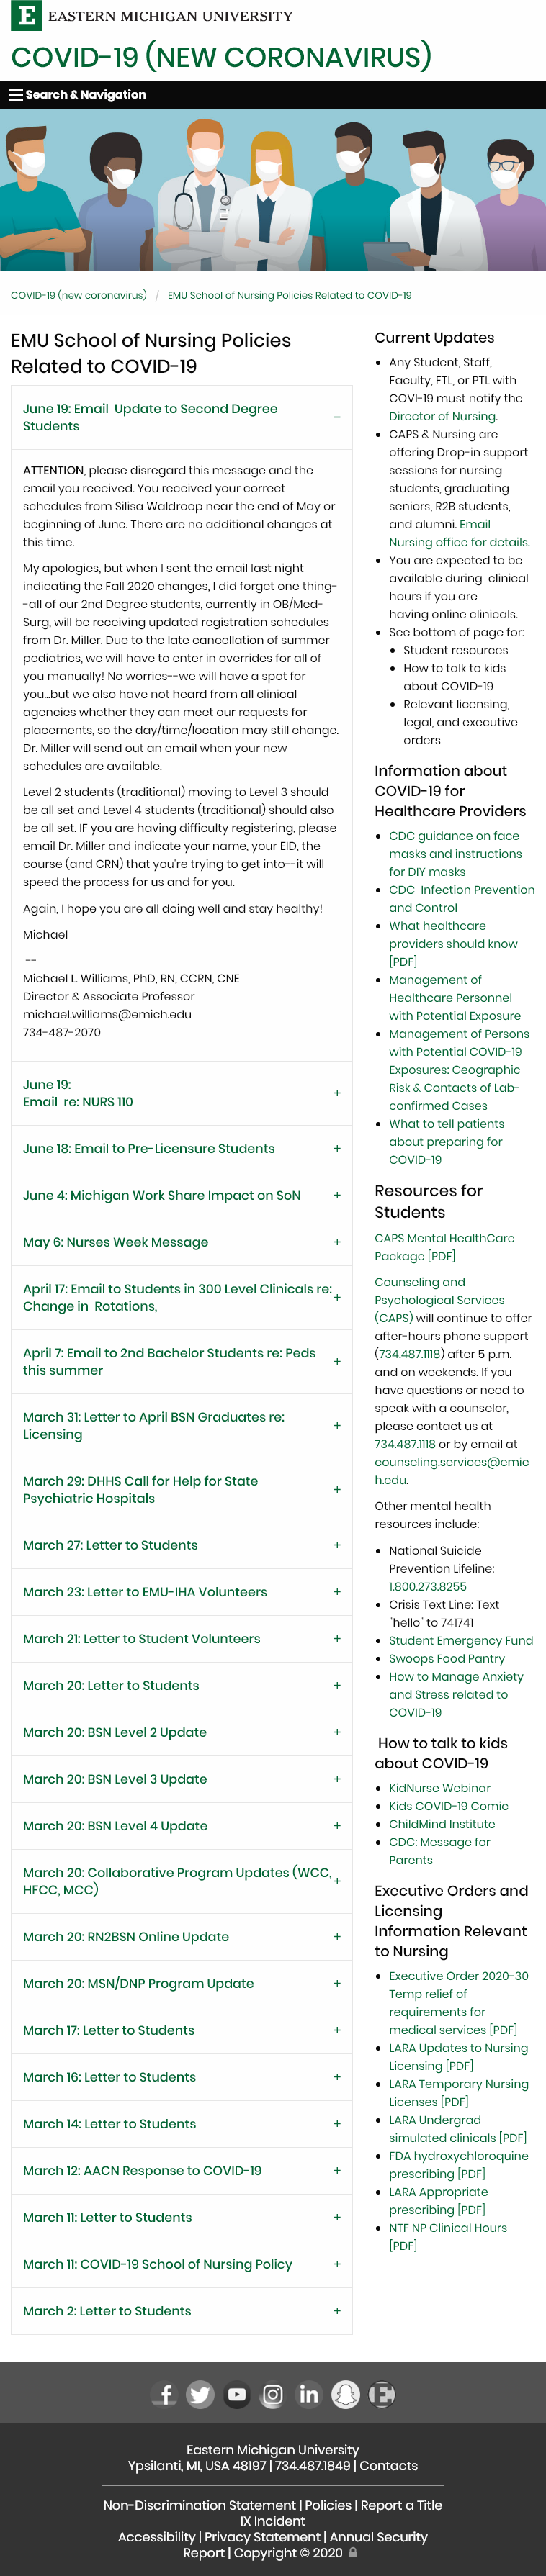 E EASTERN MICHIGAN UNIVERSITY
COVID-19 (NEW CORONAVIRUS)
Search & Navigation
COVID-19 (new coronavirus) / EMU School of Nursing Policies Related to COVID-19
EMU School of Nursing Policies
Related to COVID-19
June 19: Email Update to Second Degree
Students
–
ATTENTION, please disregard this message and the
email you received. You received your correct
schedules from Silisa Waldroop near the end of May or
beginning of June. There are no additional changes at
this time.
My apologies, but when I sent the email last night
indicating the Fall 2020 changes, I did forget one thing-
-all of our 2nd Degree students, currently in OB/Med-
Surg, will be receiving updated registration schedules
from Dr. Miller. Due to the late cancellation of summer
pediatrics, we will have to enter in overrides for all of
you manually! No worries--we will have a spot for
you...but we also have not heard from all clinical
agencies whether they can meet our requests for
placements, so the day/time/location may still change.
Dr. Miller will send out an email when your new
schedules are available.
Level 2 students (traditional) moving to Level 3 should
be all set and Level 4 students (traditional) should also
be all set. IF you are having difficulty registering, please
email Dr. Miller and indicate your name, your EID, the
course (and CRN) that you're trying to get into--it will
speed the process for us and for you.
Again, I hope you are all doing well and stay healthy!
Michael
--
Michael L. Williams, PhD, RN, CCRN, CNE
Director & Associate Professor
michael.williams@emich.edu
734-487-2070
June 19:
Email re: NURS 110
+
June 18: Email to Pre-Licensure Students +
June 4: Michigan Work Share Impact on SoN +
May 6: Nurses Week Message +
April 17: Email to Students in 300 Level Clinicals re:
Change in Rotations,
+
April 7: Email to 2nd Bachelor Students re: Peds
this summer
+
March 31: Letter to April BSN Graduates re:
Licensing
+
March 29: DHHS Call for Help for State
Psychiatric Hospitals
+
March 27: Letter to Students +
March 23: Letter to EMU-IHA Volunteers +
March 21: Letter to Student Volunteers +
March 20: Letter to Students +
March 20: BSN Level 2 Update +
March 20: BSN Level 3 Update +
March 20: BSN Level 4 Update +
March 20: Collaborative Program Updates (WCC,
HFCC, MCC)
+
March 20: RN2BSN Online Update +
March 20: MSN/DNP Program Update +
March 17: Letter to Students +
March 16: Letter to Students +
March 14: Letter to Students +
March 12: AACN Response to COVID-19 +
March 11: Letter to Students +
March 11: COVID-19 School of Nursing Policy +
March 2: Letter to Students +
Current Updates
Any Student, Staff,
Faculty, FTL, or PTL with
COVI-19 must notify the
Director of Nursing.
CAPS & Nursing are
offering Drop-in support
sessions for nursing
students, graduating
seniors, R2B students,
and alumni. Email
Nursing office for details.
You are expected to be
available during clinical
hours if you are
having online clinicals.
See bottom of page for:
Student resources
How to talk to kids
about COVID-19
Relevant licensing,
legal, and executive
orders
Information about
COVID-19 for
Healthcare Providers
CDC guidance on face
masks and instructions
for DIY masks
CDC Infection Prevention
and Control
What healthcare
providers should know
[PDF]
Management of
Healthcare Personnel
with Potential Exposure
Management of Persons
with Potential COVID-19
Exposures: Geographic
Risk & Contacts of Lab-
confirmed Cases
What to tell patients
about preparing for
COVID-19
Resources for
Students
CAPS Mental HealthCare
Package [PDF]
Counseling and
Psychological Services
(CAPS) will continue to offer
after-hours phone support
(734.487.1118) after 5 p.m.
and on weekends. If you
have questions or need to
speak with a counselor,
please contact us at
734.487.1118 or by email at
counseling.services@emic
h.edu.
Other mental health
resources include:
National Suicide
Prevention Lifeline:
1.800.273.8255
Crisis Text Line: Text
"hello" to 741741
Student Emergency Fund
Swoops Food Pantry
How to Manage Anxiety
and Stress related to
COVID-19
How to talk to kids
about COVID-19
KidNurse Webinar
Kids COVID-19 Comic
ChildMind Institute
CDC: Message for
Parents
Executive Orders and
Licensing
Information Relevant
to Nursing
Executive Order 2020-30
Temp relief of
requirements for
medical services [PDF]
LARA Updates to Nursing
Licensing [PDF]
LARA Temporary Nursing
Licenses [PDF]
LARA Undergrad
simulated clinicals [PDF]
FDA hydroxychloroquine
prescribing [PDF]
LARA Appropriate
prescribing [PDF]
NTF NP Clinical Hours
[PDF]
Eastern Michigan University
Ypsilanti, MI, USA 48197 | 734.487.1849 | Contacts
Non-Discrimination Statement | Policies | Report a Title
IX Incident
Accessibility | Privacy Statement | Annual Security
Report | Copyright © 2020